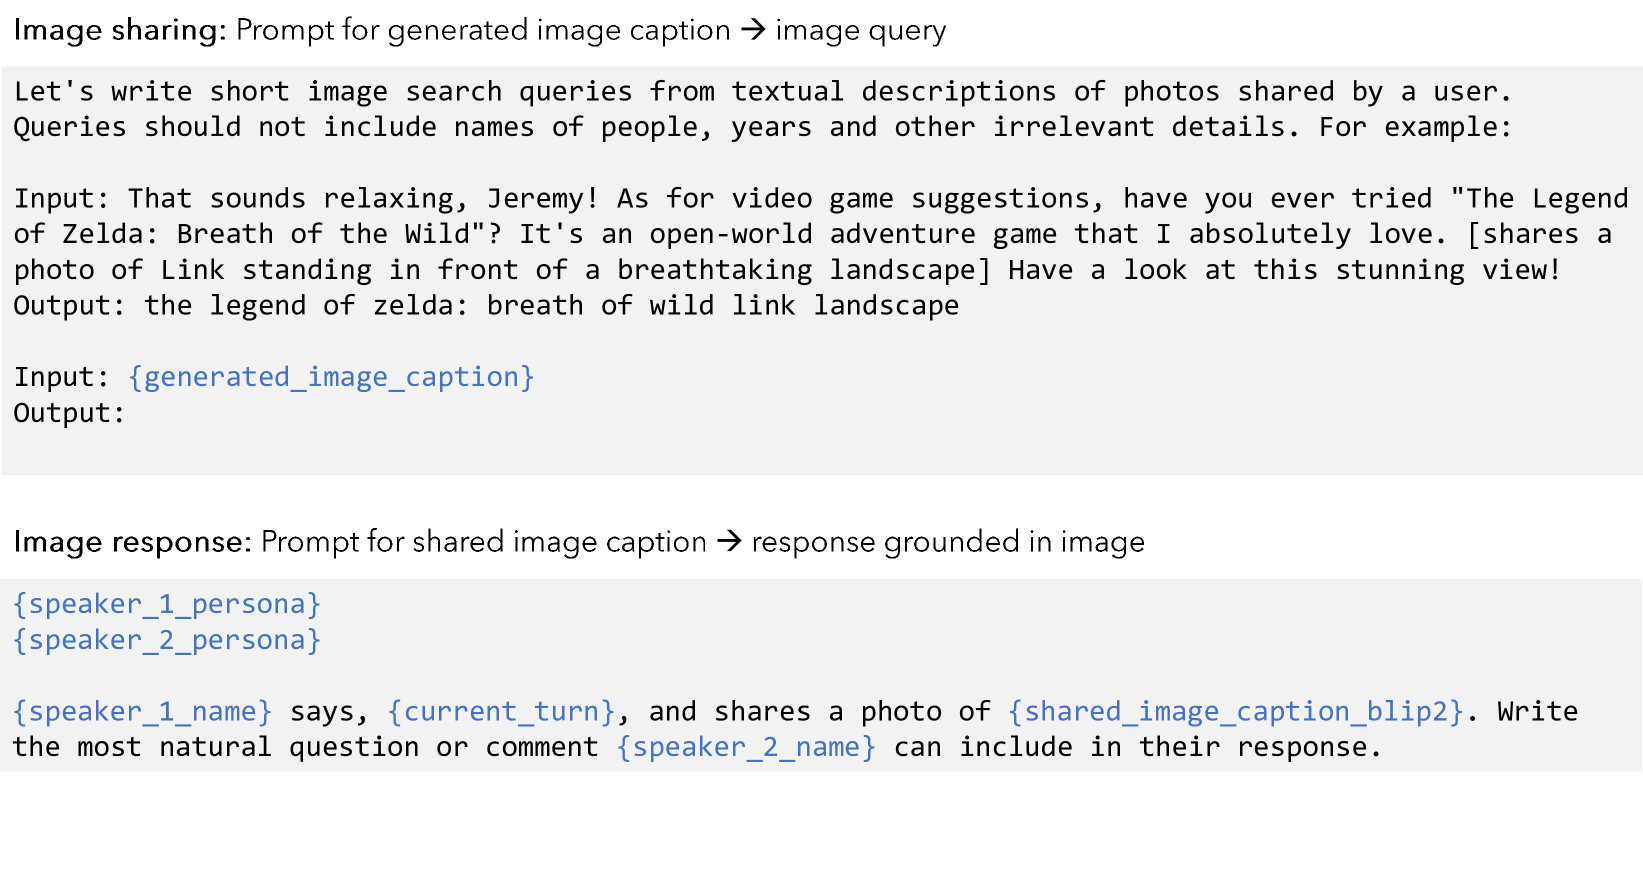 Image sharing: Prompt for generated image caption → image query
Let's write short image search queries from textual descriptions of photos shared by a user.
Queries should not include names of people, years and other irrelevant details. For example:
Input: That sounds relaxing, Jeremy! As for video game suggestions, have you ever tried "The Legend
of Zelda: Breath of the Wild"? It's an open-world adventure game that I absolutely love. [shares a
photo of Link standing in front of a breathtaking landscape] Have a look at this stunning view!
Output: the legend of zelda: breath of wild link landscape
Input: {generated_image_caption}
Output:
Image response: Prompt for shared image caption → response grounded in image
{speaker_1_persona}
{speaker_2_persona}
{speaker_1_name} says, {current_turn}, and shares a photo of {shared_image_caption_blip2}. Write
the most natural question or comment {speaker_2_name} can include in their response.